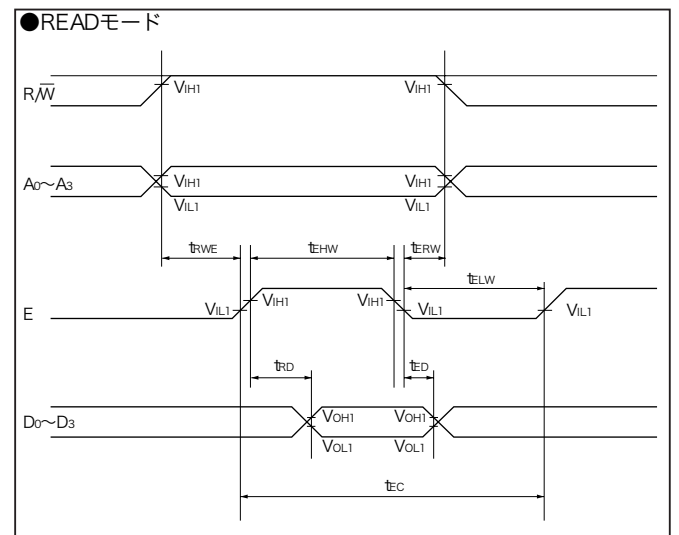 ●READモード
R/W̅
VIH1 VIH1
A0〜A3
VIH1 VIH1
VIL1 VIL1
tRWE tEHW tERW
tELW
E
VIL1 VIH1 VIH1 VIL1 VIL1
tRD tED
D0〜D3
VOH1 VOH1
VOL1 VOL1
tEC